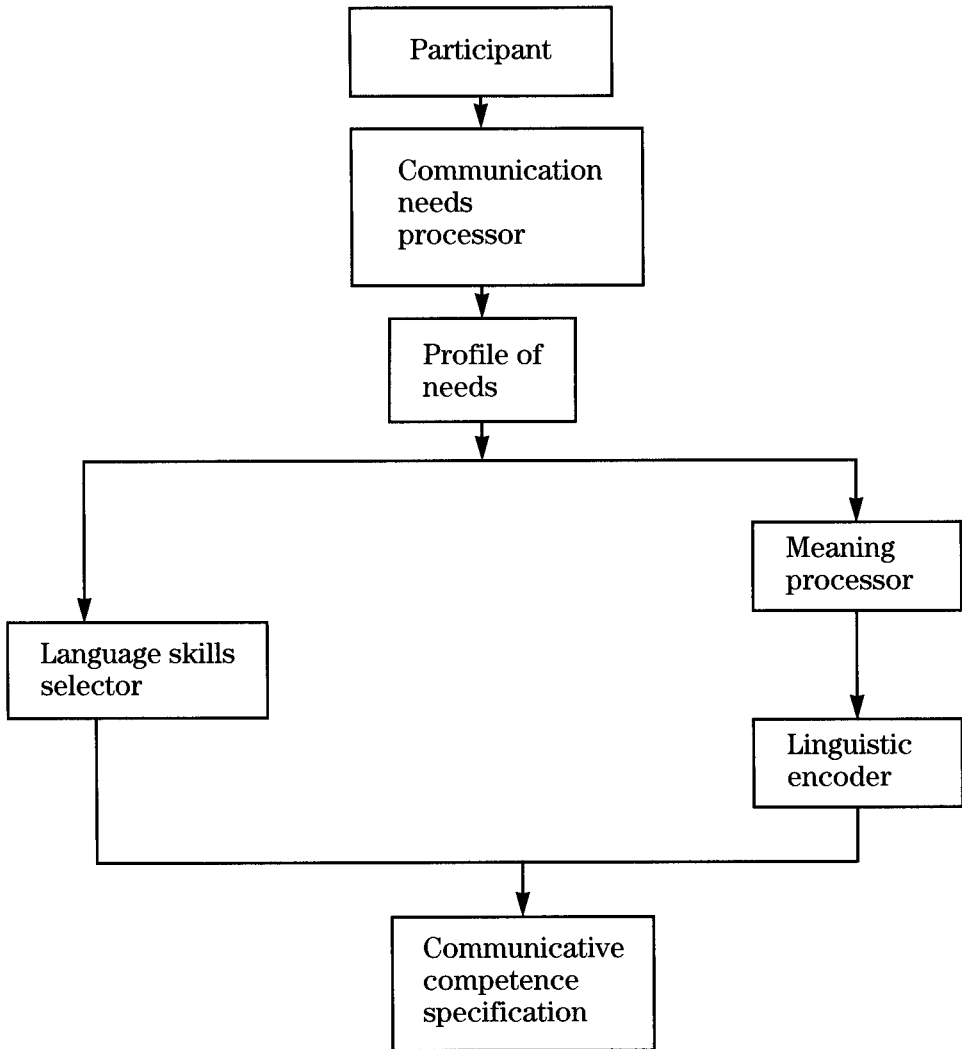 Participant
Communication
needs
processor
Profile of
needs
Meaning
processor
Language skills
selector
Linguistic
encoder
Communicative
competence
specification